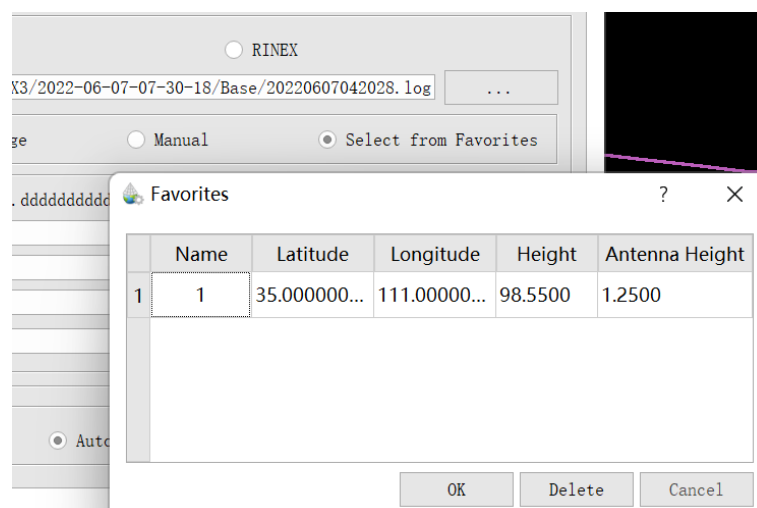 RINEX
X3/2022-06-07-07-30-18/Base/20220607042028.log
...
ge
Manual
Select from Favorites
.dddddddddd
Favorites
?
Name Latitude Longitude Height Antenna Height
1 1 35.000000... 111.00000... 98.5500 1.2500
Auto
OK Delete Cancel